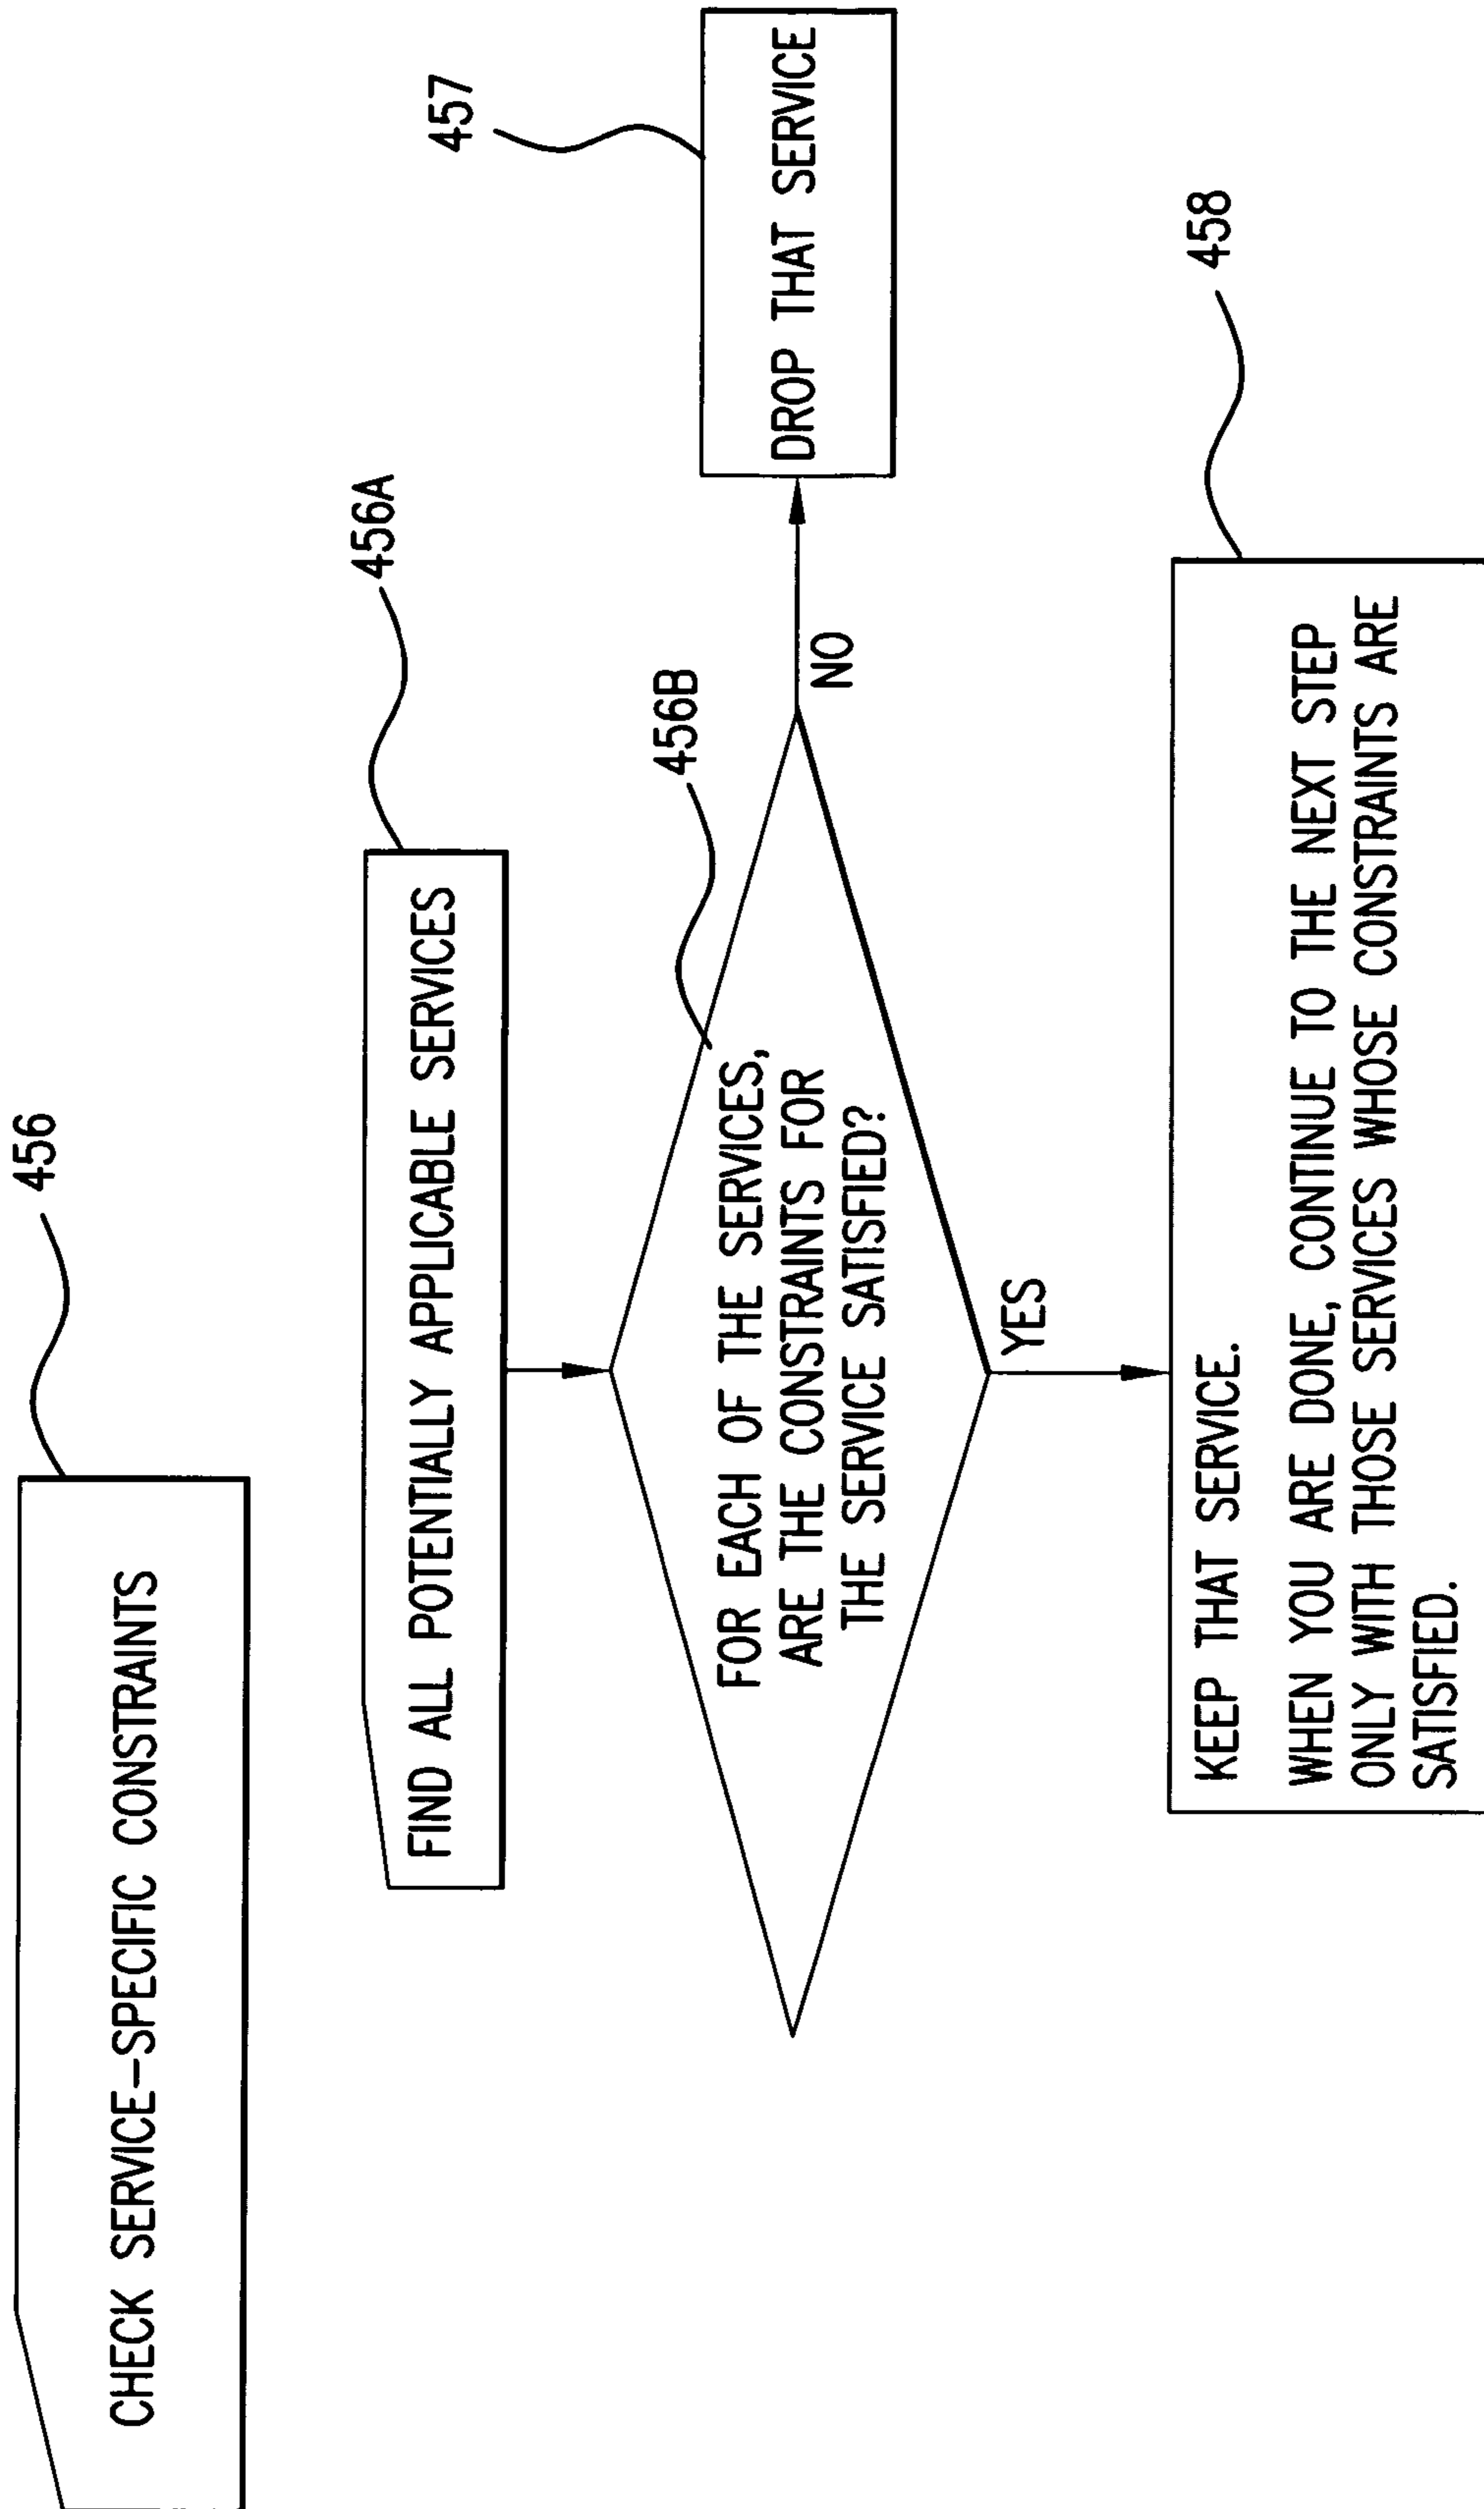 456
CHECK SERVICE-SPECIFIC CONSTRAINTS
456A
FIND ALL POTENTIALLY APPLICABLE SERVICES
456B
FOR EACH OF THE SERVICES,
ARE THE CONSTRAINTS FOR
THE SERVICE SATISFIED?
NO
457
DROP THAT SERVICE
YES
458
KEEP THAT SERVICE.
WHEN YOU ARE DONE, CONTINUE TO THE NEXT STEP
ONLY WITH THOSE SERVICES WHOSE CONSTRAINTS ARE
SATISFIED.